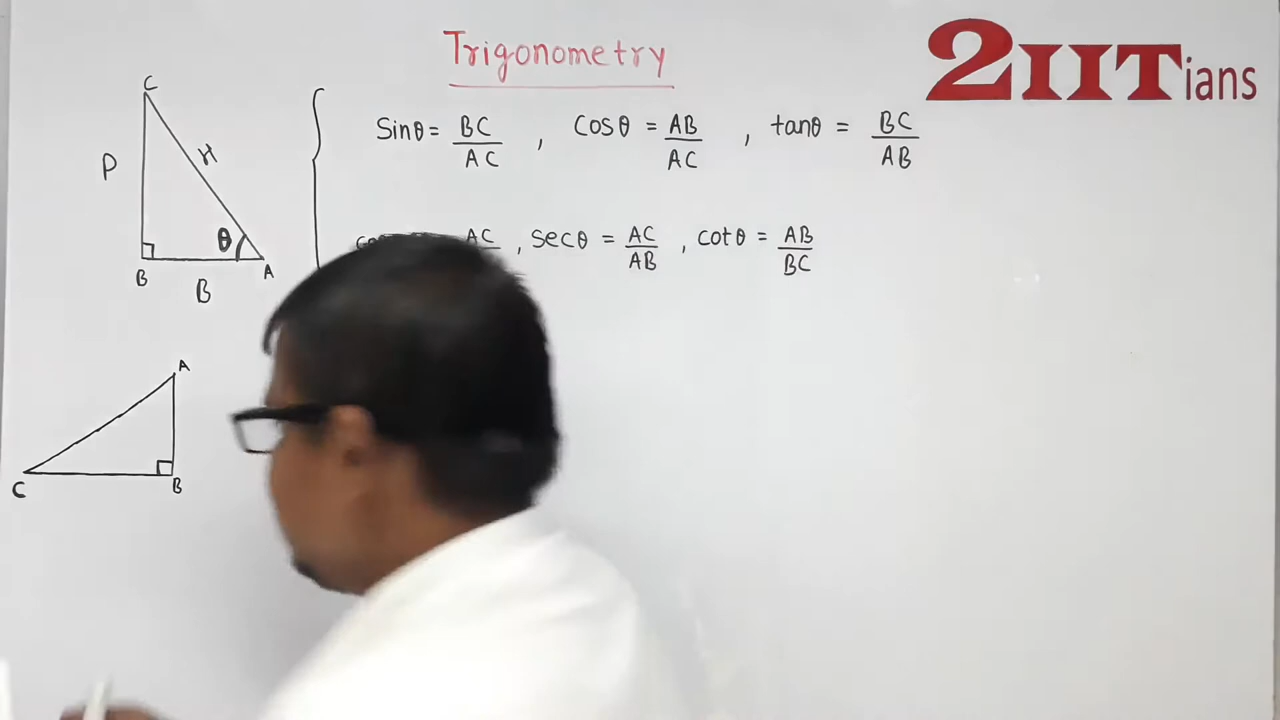 Trigonometry
2IITians
C
P
H
θ
B
A
B
Sinθ = BC/AC , Cosθ = AB/AC , tanθ = BC/AB
AC , secθ = AC/AB , cotθ = AB/BC
A
C
B